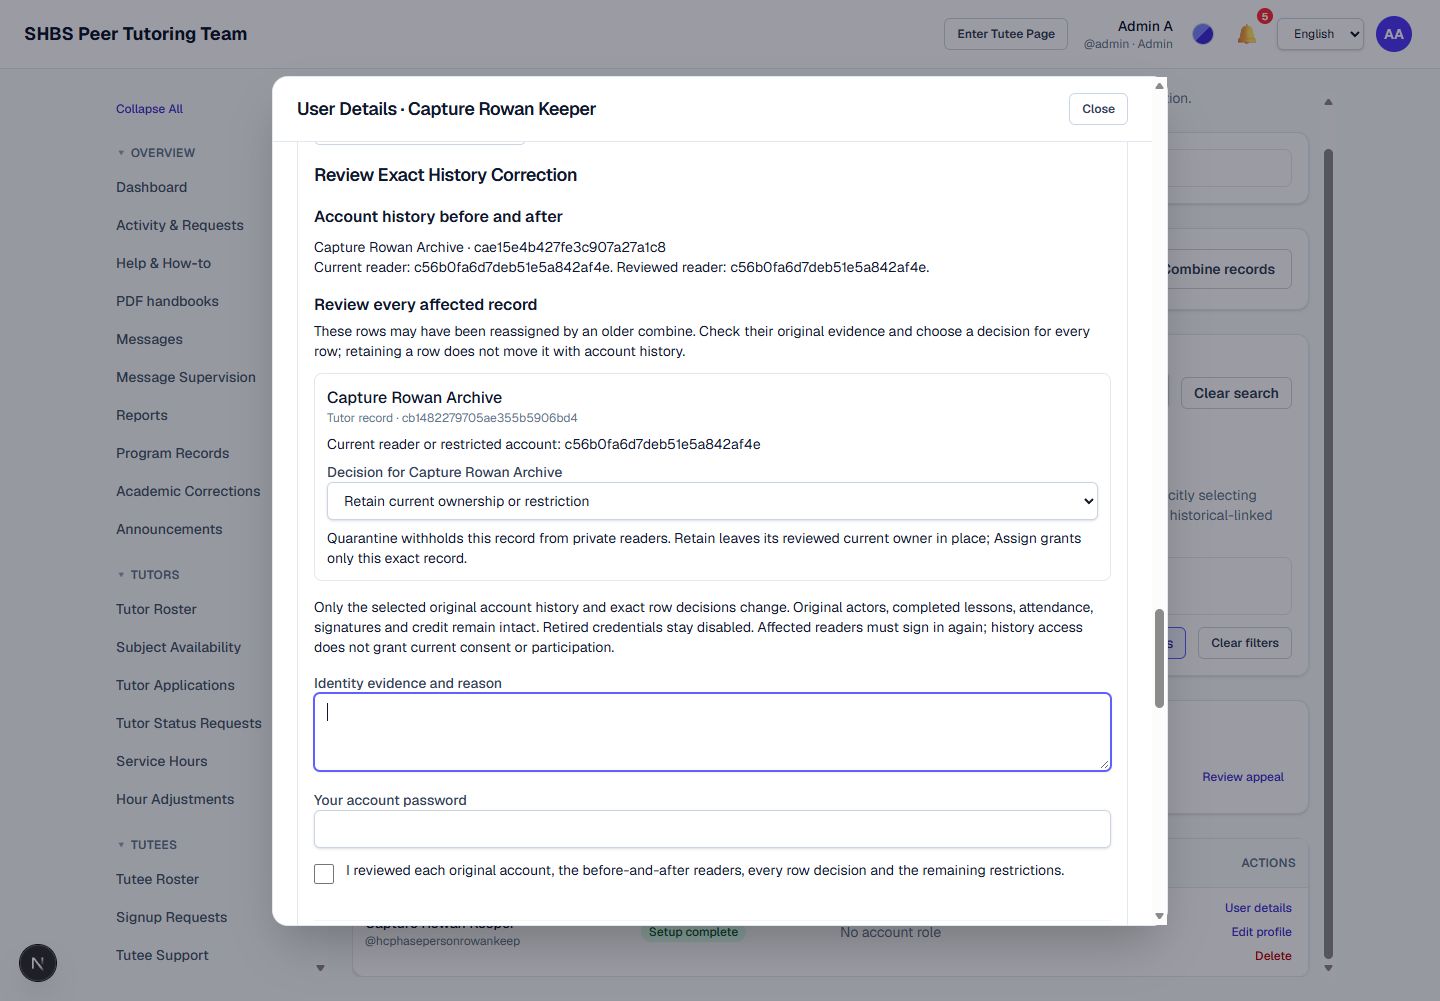 SHBS Peer Tutoring Team
Enter Tutee Page
Admin A
@admin · Admin
5
English
AA
Collapse All
OVERVIEW
Dashboard
Activity & Requests
Help & How-to
PDF handbooks
Messages
Message Supervision
Reports
Program Records
Academic Corrections
Announcements
TUTORS
Tutor Roster
Subject Availability
Tutor Applications
Tutor Status Requests
Service Hours
Hour Adjustments
TUTEES
Tutee Roster
Signup Requests
Tutee Support
N
User Details · Capture Rowan Keeper
Close
Review Exact History Correction
Account history before and after
Capture Rowan Archive · cae15e4b427fe3c907a27a1c8
Current reader: c56b0fa6d7deb51e5a842af4e. Reviewed reader: c56b0fa6d7deb51e5a842af4e.
Review every affected record
These rows may have been reassigned by an older combine. Check their original evidence and choose a decision for every
row; retaining a row does not move it with account history.
Capture Rowan Archive
Tutor record · cb1482279705ae355b5906bd4
Current reader or restricted account: c56b0fa6d7deb51e5a842af4e
Decision for Capture Rowan Archive
Retain current ownership or restriction
Quarantine withholds this record from private readers. Retain leaves its reviewed current owner in place; Assign grants
only this exact record.
Only the selected original account history and exact row decisions change. Original actors, completed lessons, attendance,
signatures and credit remain intact. Retired credentials stay disabled. Affected readers must sign in again; history access
does not grant current consent or participation.
Identity evidence and reason
Your account password
I reviewed each original account, the before-and-after readers, every row decision and the remaining restrictions.
Combine records
Clear search
selecting
historical-linked
Clear filters
Review appeal
ACTIONS
@hcphasepersonrowankeep
Setup complete
No account role
User details
Edit profile
Delete